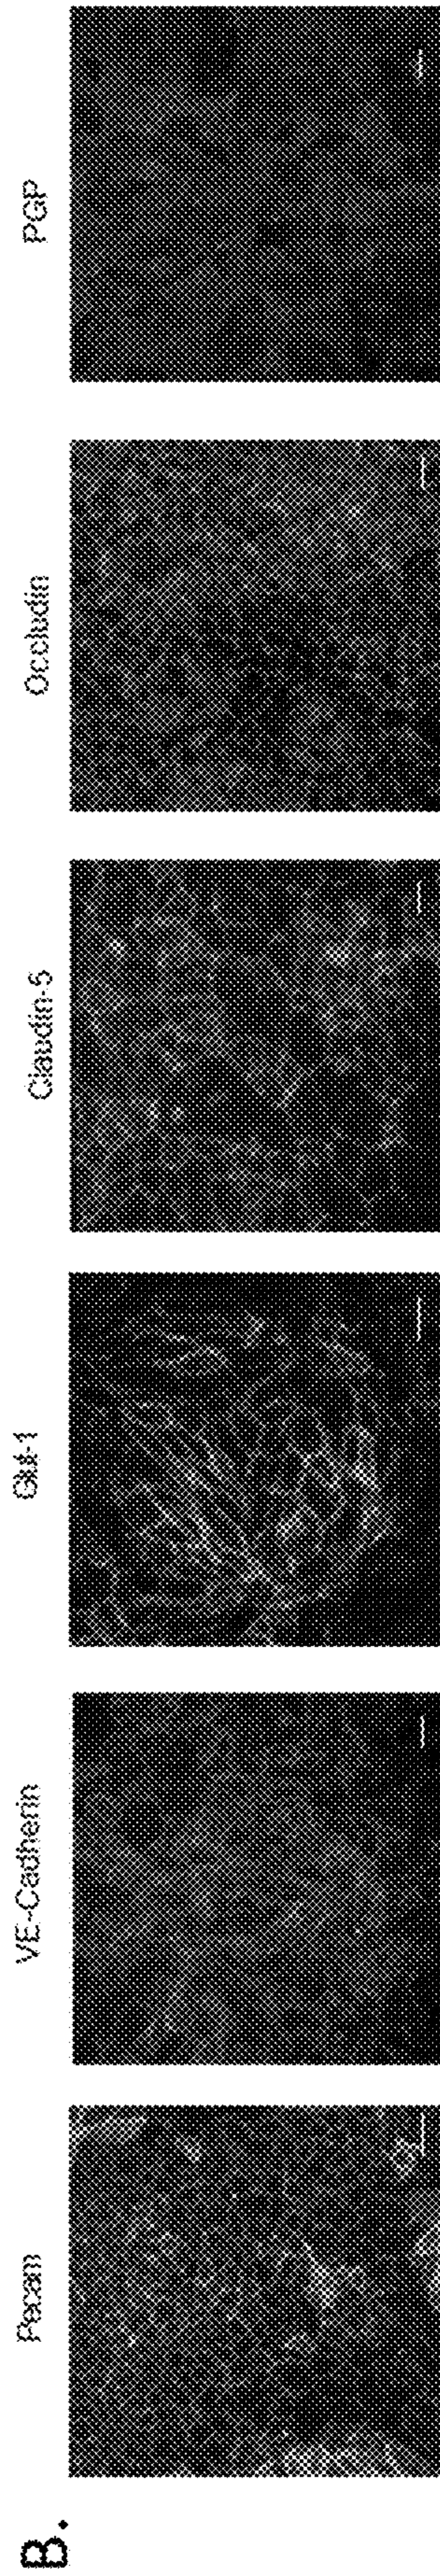 B.
Pecam
VE-Cadherin
Glut-1
Claudin-5
Occludin
PGP